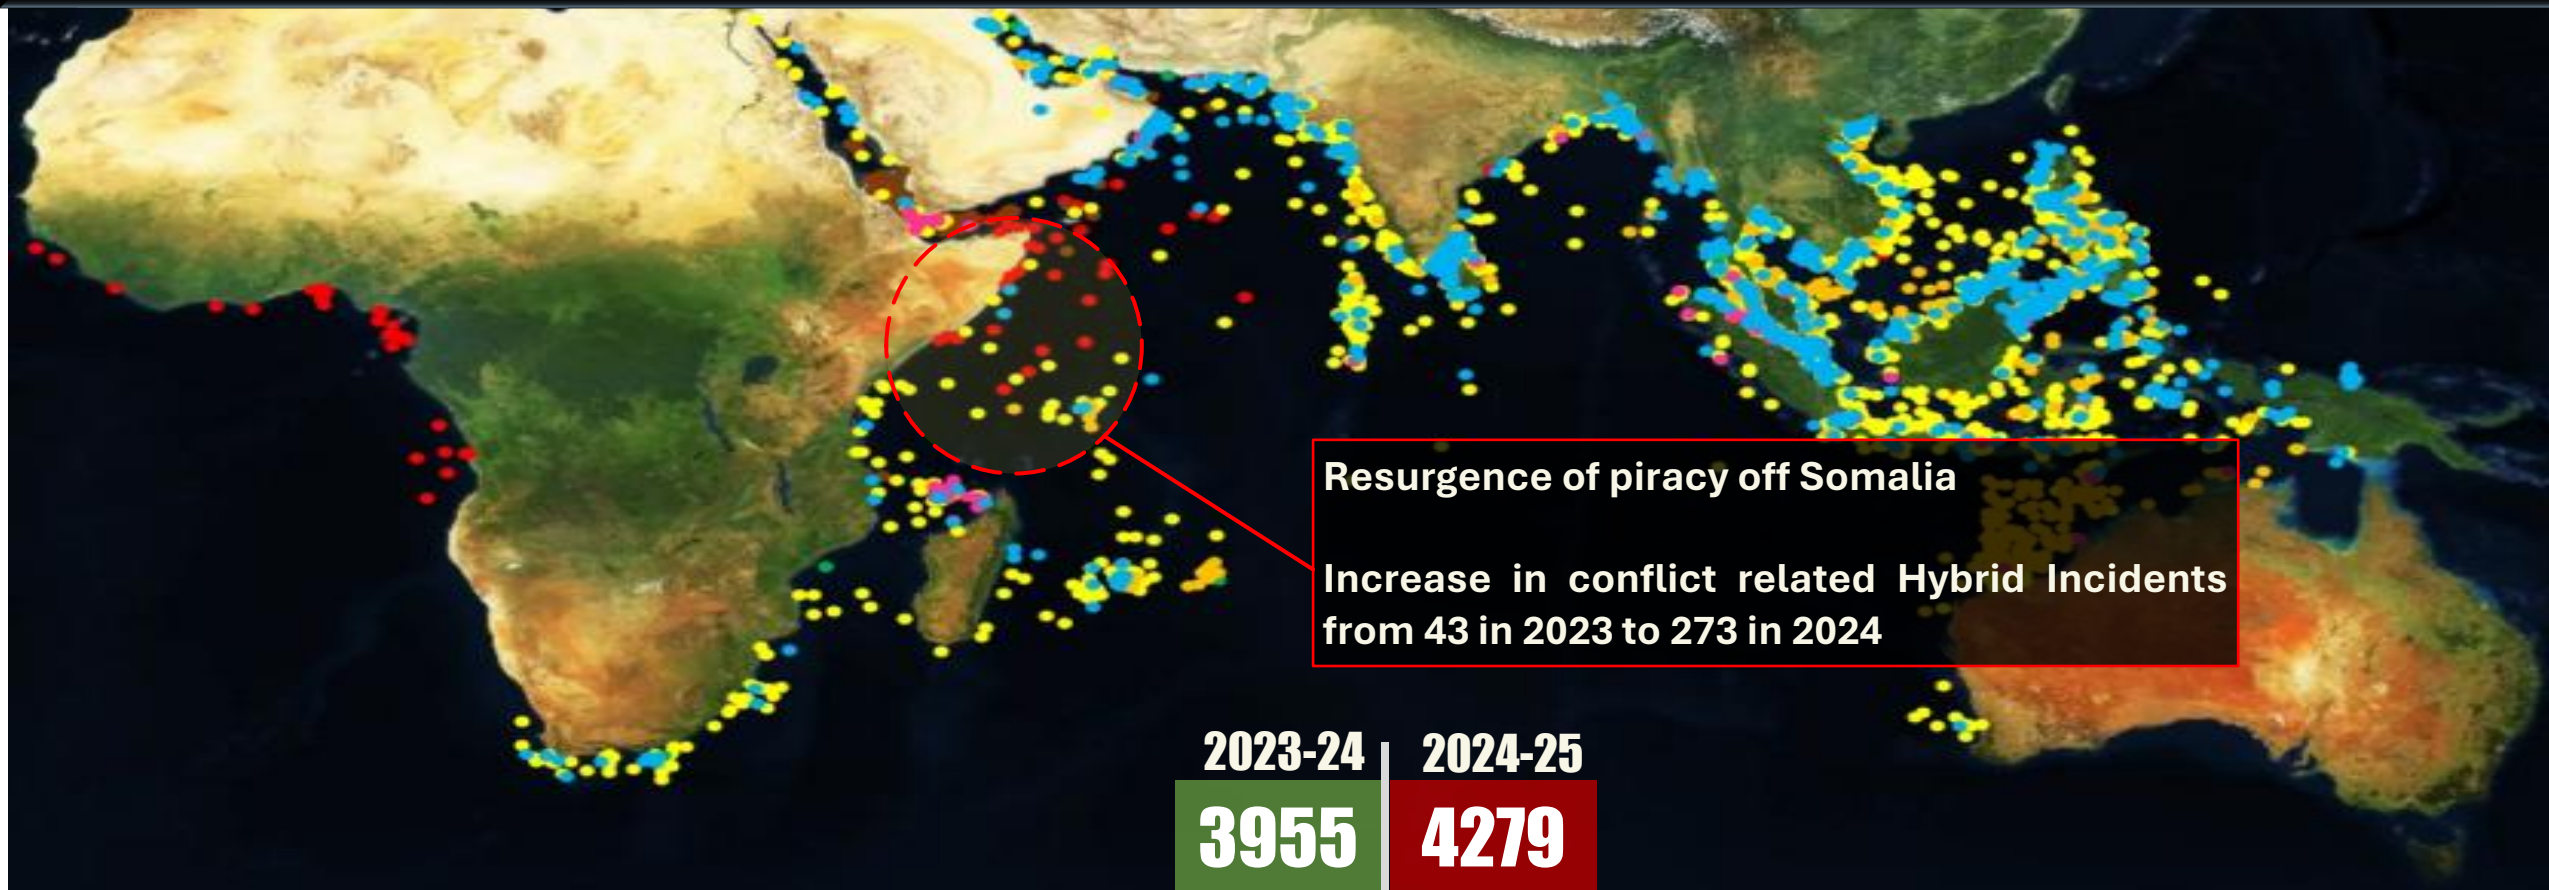 Resurgence of piracy off Somalia
Increase in conflict related Hybrid Incidents
from 43 in 2023 to 273 in 2024
2023-24 2024-25
3955 4279